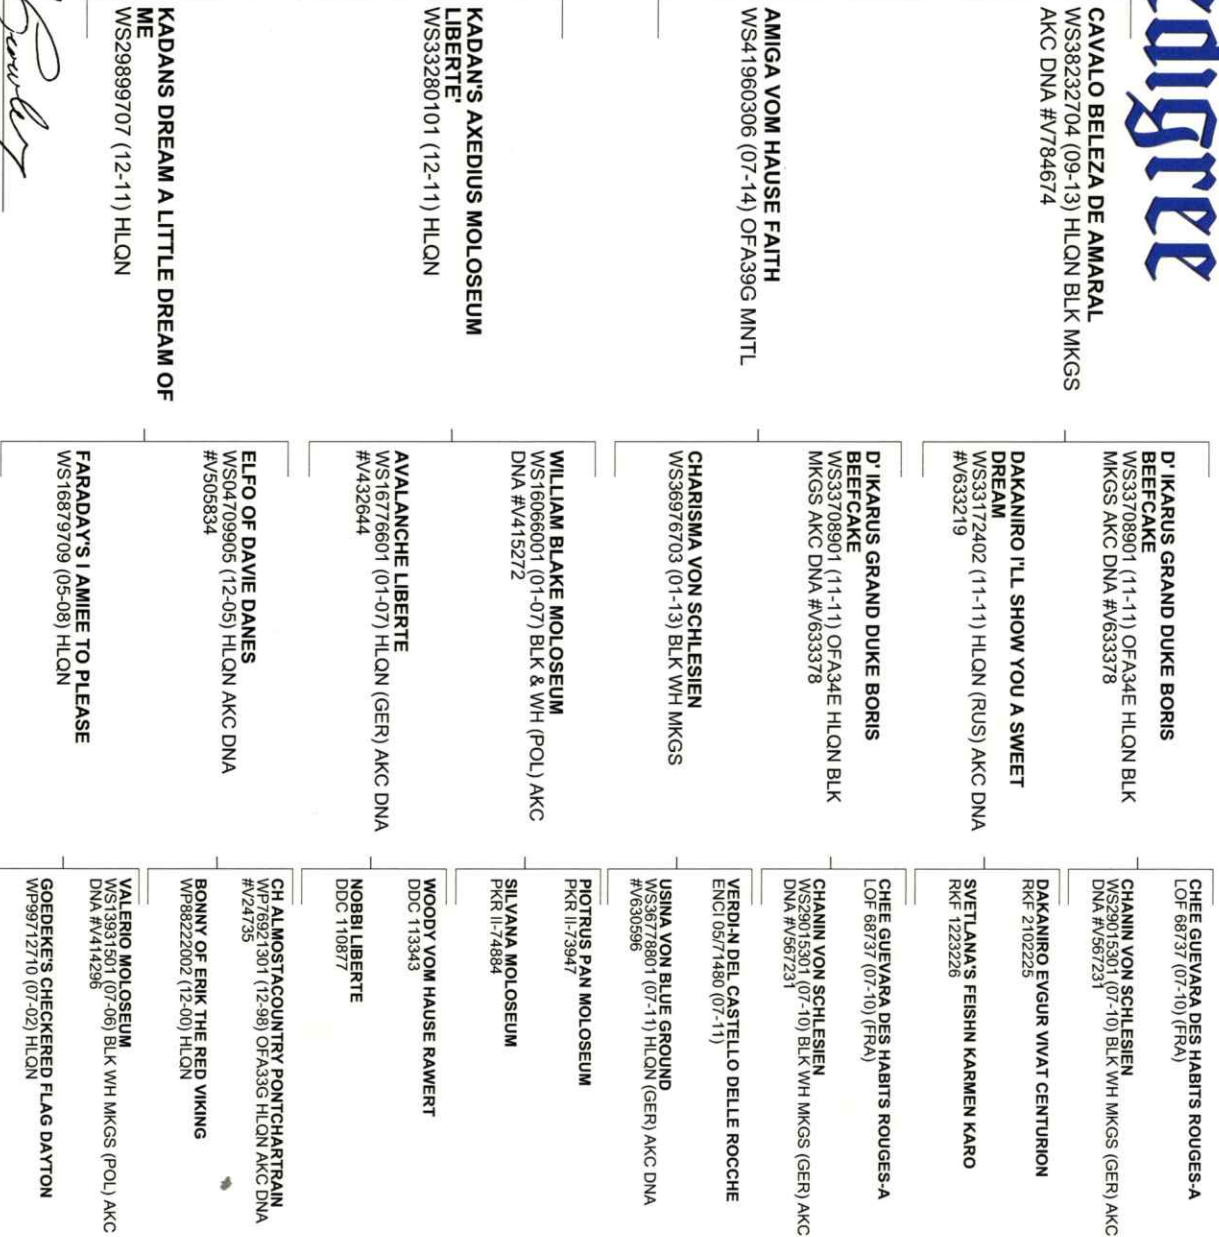 digree
CAVALO BELEZA DE AMARAL
WS38232704 (09-13) HLQN BLK MKGS
AKC DNA #V784674
AMIGA VOM HAUSE FAITH
WS41960306 (07-14) OFA39G MNTL
KADAN'S AXEDIUS MOLOSEUM
LIBERTE'
WS33280101 (12-11) HLQN
KADANS DREAM A LITTLE DREAM OF
ME
WS29899707 (12-11) HLQN
D' IKARUS GRAND DUKE BORIS
BEEFCAKE
WS33708901 (11-11) OFA34E HLQN BLK
MKGS AKC DNA #V633378
DAKANIRO I'LL SHOW YOU A SWEET
DREAM
WS33172402 (11-11) HLQN (RUS) AKC DNA
#V633219
D' IKARUS GRAND DUKE BORIS
BEEFCAKE
WS33708901 (11-11) OFA34E HLQN BLK
MKGS AKC DNA #V633378
CHARISMA VON SCHLESIEN
WS36976703 (01-13) BLK WH MKGS
WILLIAM BLAKE MOLOSEUM
WS16066001 (01-07) BLK & WH (POL) AKC
DNA #V415272
AVALANCHE LIBERTE
WS16776601 (01-07) HLQN (GER) AKC DNA
#V432644
ELFO OF DAVIE DANES
WS04709905 (12-05) HLQN AKC DNA
#V505834
FARADAY'S I AMIEE TO PLEASE
WS16879709 (05-08) HLQN
CHEE GUEVARA DES HABITS ROUGES-A
LOF 68737 (07-10) (FRA)
CHANIN VON SCHLESIEN
WS29015301 (07-10) BLK WH MKGS (GER) AKC
DNA #V567231
DAKANIRO EVGUR VIVAT CENTURION
RKF 2102225
SVETLANA'S FEISHN KARMEN KARO
RKF 1223226
CHEE GUEVARA DES HABITS ROUGES-A
LOF 68737 (07-10) (FRA)
CHANIN VON SCHLESIEN
WS29015301 (07-10) BLK WH MKGS (GER) AKC
DNA #V567231
VERDI-N DEL CASTELLO DELLE ROCCHE
ENCI 05/71480 (07-11)
USINA VON BLUE GROUND
WS36778801 (07-11) HLQN (GER) AKC DNA
#V630596
PIOTRUS PAN MOLOSEUM
PKR II-73947
SILVANA MOLOSEUM
PKR II-74884
WOODY VOM HAUSE RAWERT
DDC 113343
NOBBI LIBERTE
DDC 110877
CH ALMOSTACOUNTRY PONTCHARTRAIN
WP76921301 (12-98) OFA33G HLQN AKC DNA
#V24735
BONNY OF ERIK THE RED VIKING
WP88222002 (12-00) HLQN
VALERIO MOLOSEUM
WS13931501 (07-06) BLK WH MKGS (POL) AKC
DNA #V414296
GOEDEKE'S CHECKERED FLAG DAYTON
WP99712710 (07-02) HLQN